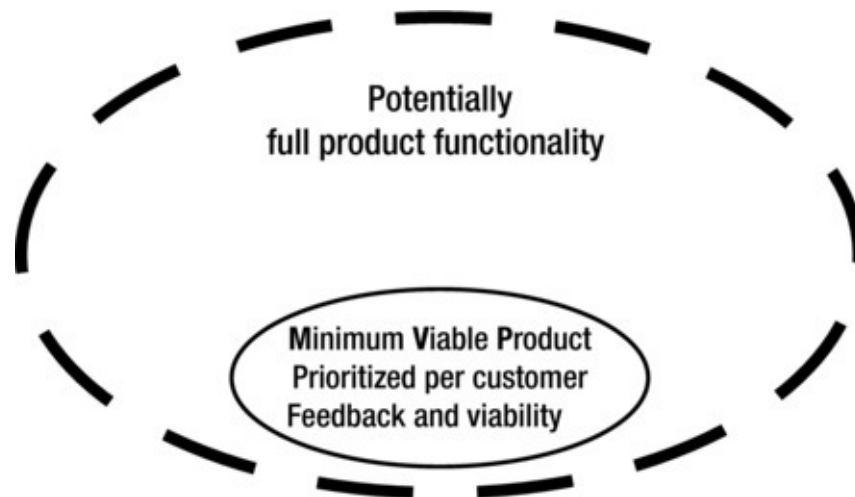 Potentially
full product functionality
Minimum Viable Product
Prioritized per customer
Feedback and viability